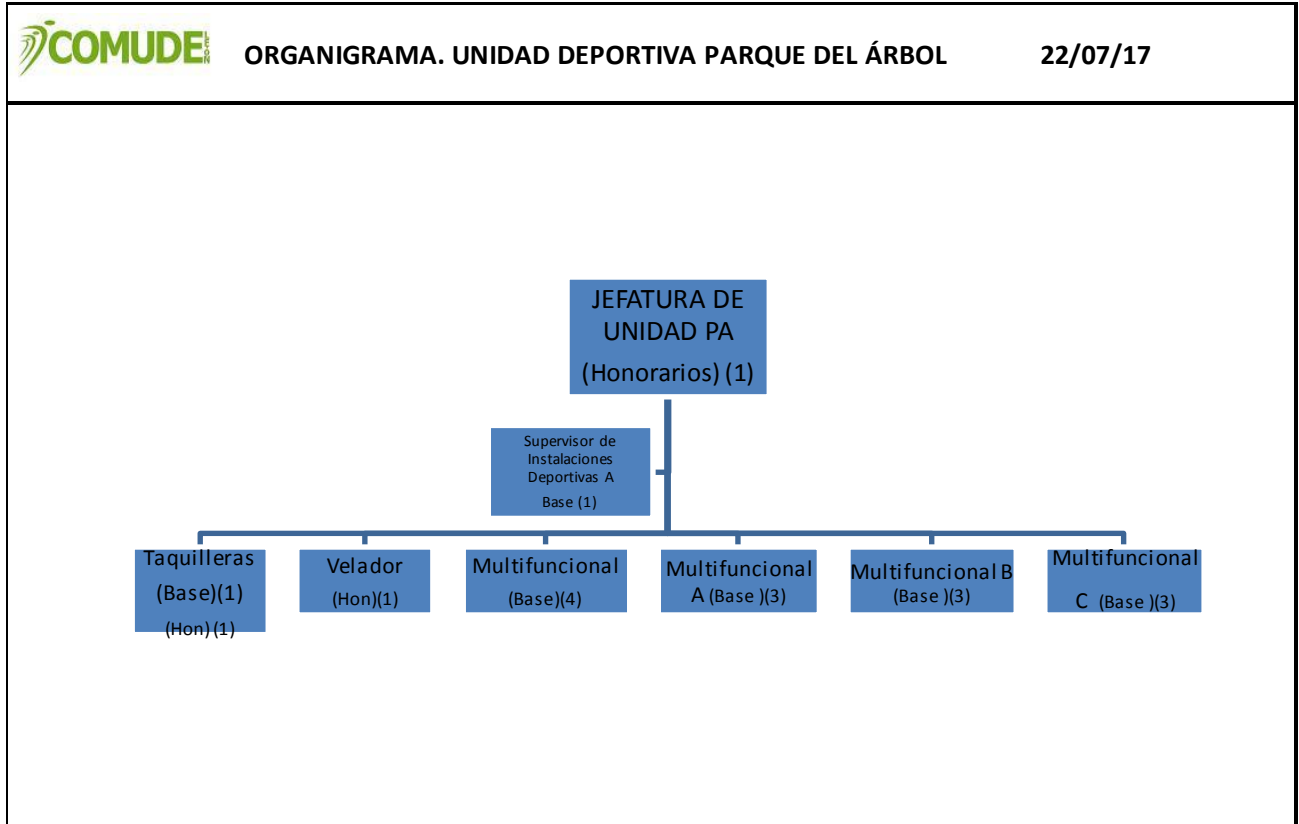 COMUDE LEÓN
ORGANIGRAMA. UNIDAD DEPORTIVA PARQUE DEL ÁRBOL 22/07/17
JEFATURA DE
UNIDAD PA
(Honorarios) (1)
Supervisor de
Instalaciones
Deportivas A
Base (1)
Taquilleras
(Base)(1)
(Hon) (1)
Velador
(Hon)(1)
Multifuncional
(Base)(4)
Multifuncional
A (Base )(3)
Multifuncional B
(Base )(3)
Multifuncional
C (Base )(3)